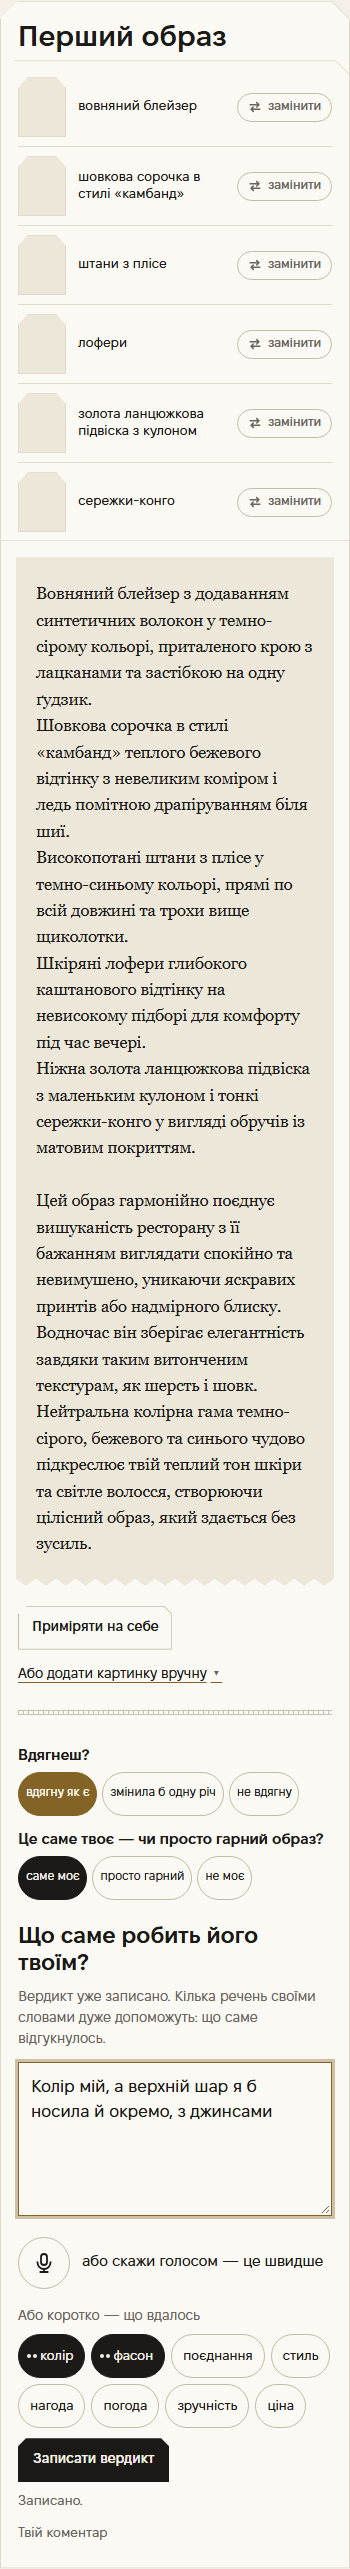 Перший образ
вовняний блейзер
замінити
шовкова сорочка в
стилі «камбанд»
замінити
штани з плісе
замінити
лофери
замінити
золота ланцюжкова
підвіска з кулоном
замінити
сережки-конго
замінити
Вовняний блейзер з додаванням
синтетичних волокон у темно-
сірому кольорі, приталеного крою з
лацканами та застібкою на одну
ґудзик.
Шовкова сорочка в стилі
«камбанд» теплого бежевого
відтінку з невеликим коміром і
ледь помітною драпіруванням біля
шиї.
Високопотані штани з плісе у
темно-синьому кольорі, прямі по
всій довжині та трохи вище
щиколотки.
Шкіряні лофери глибокого
каштанового відтінку на
невисокому підборі для комфорту
під час вечері.
Ніжна золота ланцюжкова підвіска
з маленьким кулоном і тонкі
сережки-конго у вигляді обручів із
матовим покриттям.
Цей образ гармонійно поєднує
вишуканість ресторану з її
бажанням виглядати спокійно та
невимушено, уникаючи яскравих
принтів або надмірного блиску.
Водночас він зберігає елегантність
завдяки таким витонченим
текстурам, як шерсть і шовк.
Нейтральна колірна гама темно-
сірого, бежевого та синього чудово
підкреслює твій теплий тон шкіри
та світле волосся, створюючи
цілісний образ, який здається без
зусиль.
Приміряти на себе
Або додати картинку вручну
Вдягнеш?
вдягну як є
змінила б одну річ
не вдягну
Це саме твоє — чи просто гарний образ?
саме моє
просто гарний
не моє
Що саме робить його
твоїм?
Вердикт уже записано. Кілька речень своїми
словами дуже допоможуть: що саме
відгукнулось.
Колір мій, а верхній шар я б
носила й окремо, з джинсами
або скажи голосом — це швидше
Або коротко — що вдалось
колір
фасон
поєднання
стиль
нагода
погода
зручність
ціна
Записати вердикт
Записано.
Твій коментар